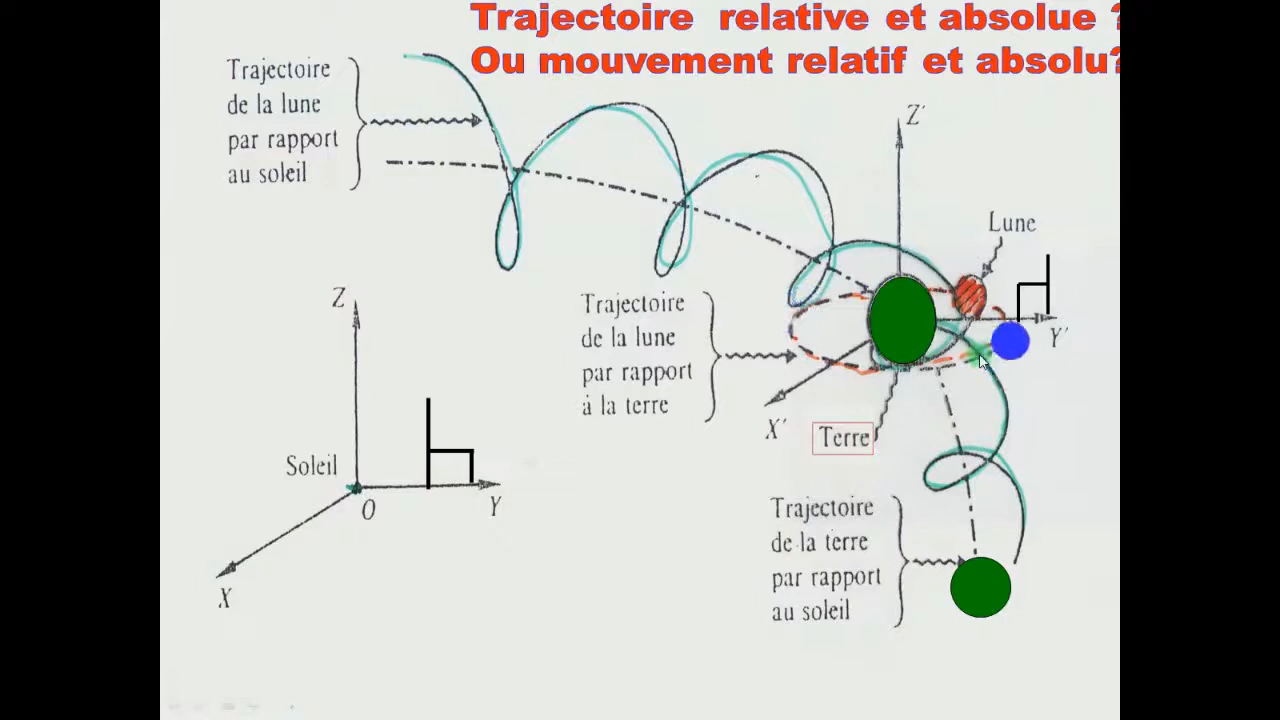 Trajectoire relative et absolue ?
Ou mouvement relatif et absolu?
Trajectoire
de la lune
par rapport
au soleil
Z′
Lune
Y′
X′
Trajectoire
de la lune
par rapport
à la terre
Terre
Z
Soleil
O
Y
X
Trajectoire
de la terre
par rapport
au soleil